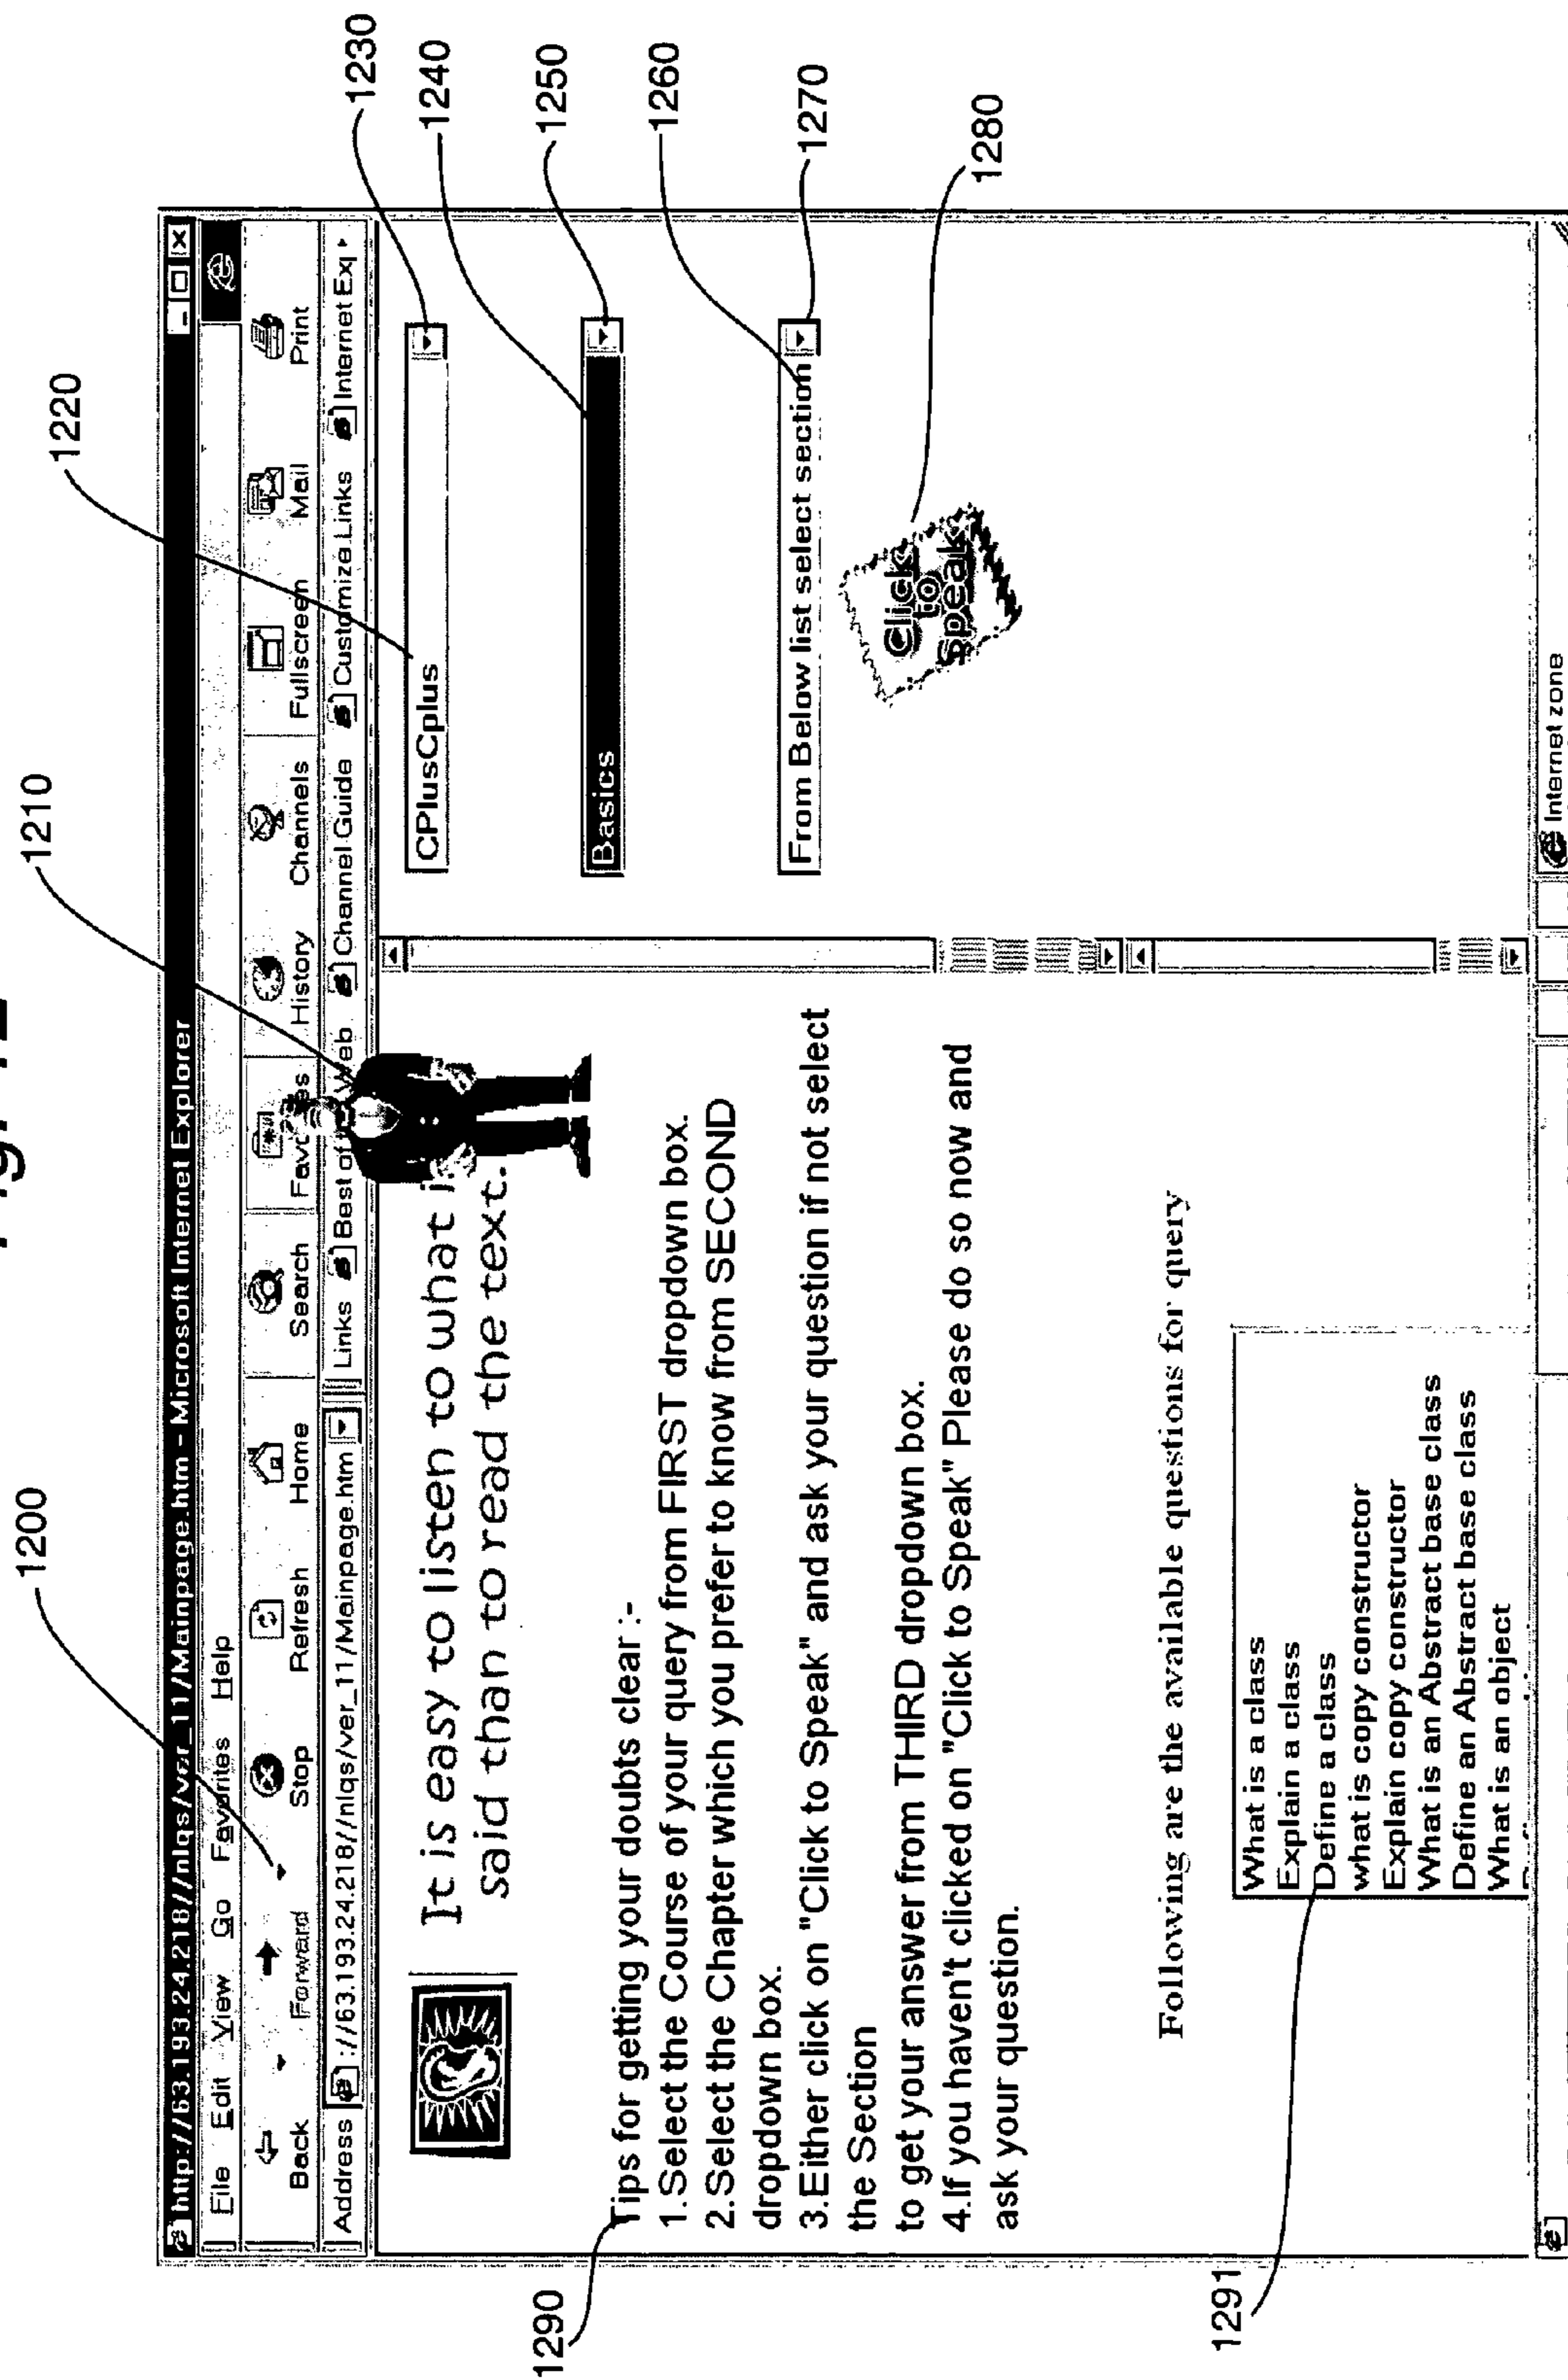 1200
1210
1220
http://63.193.24.218//nlqs/ver_11/Mainpage.htm - Microsoft Internet Explorer
File Edit View Go Favorites Help
Back Forward Stop Refresh Home Search Favorites History Channels Fullscreen Mail Print
Address ://63.193.24.218//nlqs/ver_11/Mainpage.htm Links Best of Web Channel Guide Customize Links Internet Exp
It is easy to listen to what
said than to read the text.
CPlusCplus
1230
1240
Basics
1250
1260
From Below list select section
1270
Click
to
Speak
1280
1290
Tips for getting your doubts clear :-
1.Select the Course of your query from FIRST dropdown box.
2.Select the Chapter which you prefer to know from SECOND
dropdown box.
3.Either click on "Click to Speak" and ask your question if not select
the Section
to get your answer from THIRD dropdown box.
4.If you haven't clicked on "Click to Speak" Please do so now and
ask your question.
Following are the available questions for query
1291
What is a class
Explain a class
Define a class
what is copy constructor
Explain copy constructor
What is an Abstract base class
Define an Abstract base class
What is an object
Internet zone